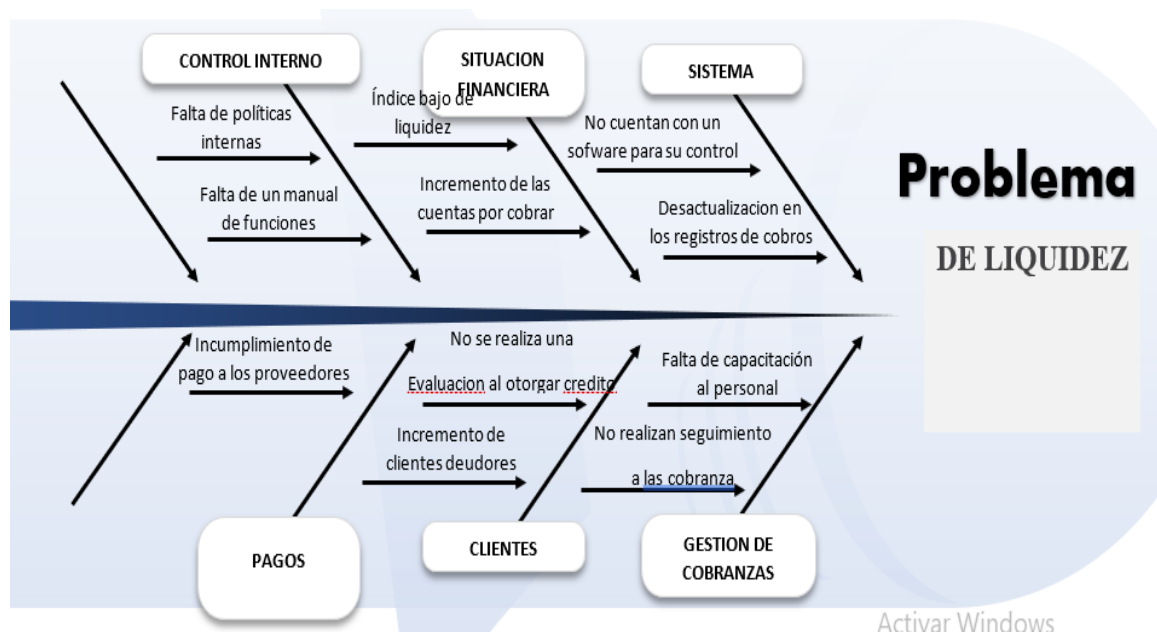 CONTROL INTERNO
Falta de políticas
internas
Falta de un manual
de funciones
SITUACION
FINANCIERA
Índice bajo de
liquidez
Incremento de las
cuentas por cobrar
SISTEMA
No cuentan con un
sofware para su control
Desactualizacion en
los registros de cobros
Problema
DE LIQUIDEZ
Incumplimiento de
pago a los proveedores
PAGOS
No se realiza una
Evaluacion al otorgar credito
Incremento de
clientes deudores
CLIENTES
Falta de capacitación
al personal
No realizan seguimiento
a las cobranza
GESTION DE
COBRANZAS
Activar Windows